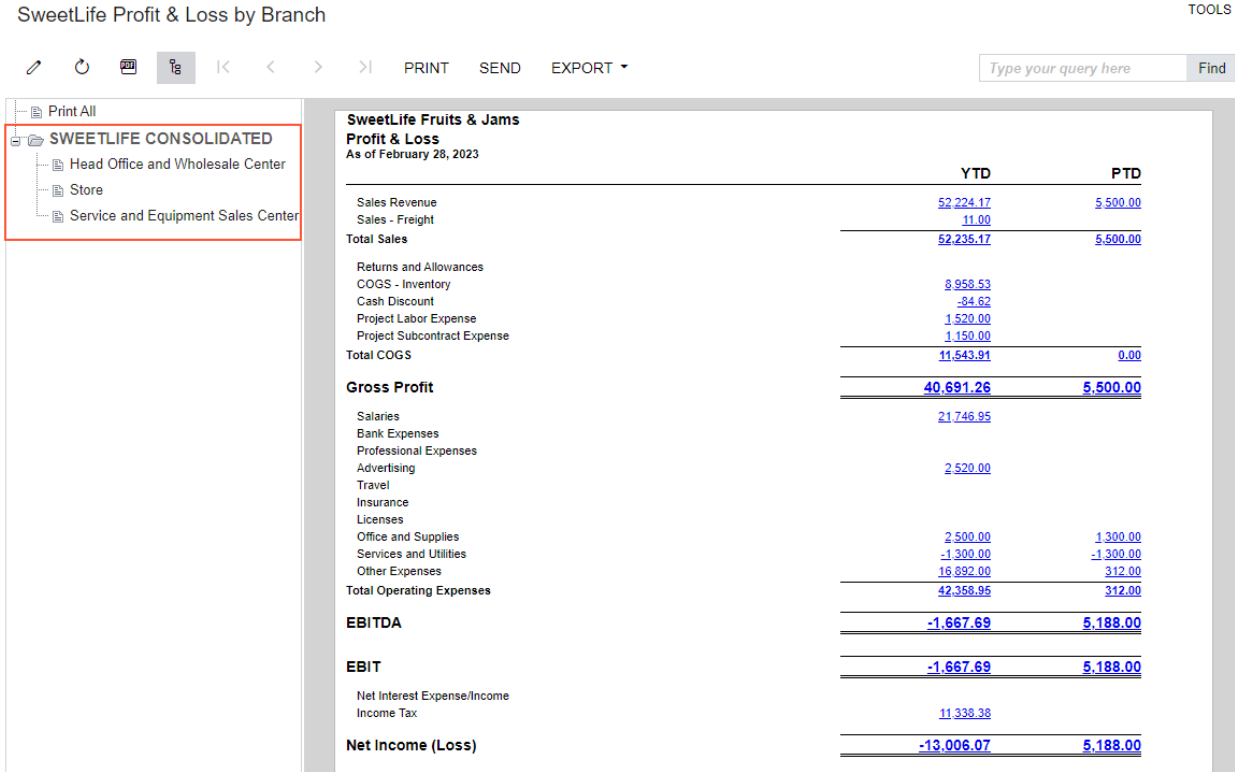 SweetLife Profit & Loss by Branch
TOOLS
PDF
PRINT SEND EXPORT
Type your query here Find
Print All
SWEETLIFE CONSOLIDATED
Head Office and Wholesale Center
Store
Service and Equipment Sales Center
SweetLife Fruits & Jams
Profit & Loss
As of February 28, 2023
YTD PTD
Sales Revenue 52,224.17 5,500.00
Sales - Freight 11.00
Total Sales 52,235.17 5,500.00
Returns and Allowances
COGS - Inventory 8,958.53
Cash Discount -84.62
Project Labor Expense 1,520.00
Project Subcontract Expense 1,150.00
Total COGS 11,543.91 0.00
Gross Profit 40,691.26 5,500.00
Salaries 21,746.95
Bank Expenses
Professional Expenses
Advertising 2,520.00
Travel
Insurance
Licenses
Office and Supplies 2,500.00 1,300.00
Services and Utilities -1,300.00 -1,300.00
Other Expenses 16,892.00 312.00
Total Operating Expenses 42,358.95 312.00
EBITDA -1,667.69 5,188.00
EBIT -1,667.69 5,188.00
Net Interest Expense/Income
Income Tax 11,338.38
Net Income (Loss) -13,006.07 5,188.00